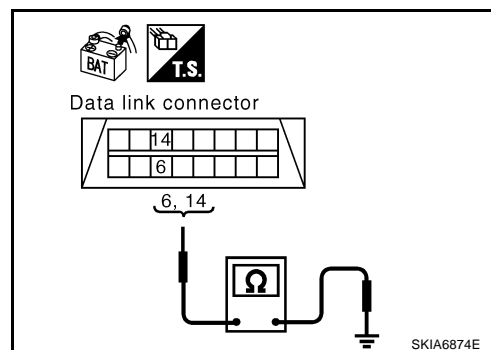 BAT
T.S.
Data link connector
14
6
6, 14
Ω
SKIA6874E